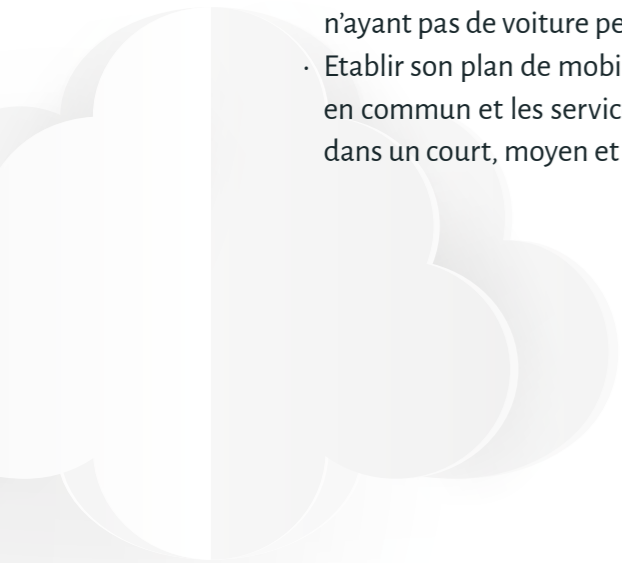 n’ayant pas de voiture pe
· Etablir son plan de mobi
en commun et les servic
dans un court, moyen et